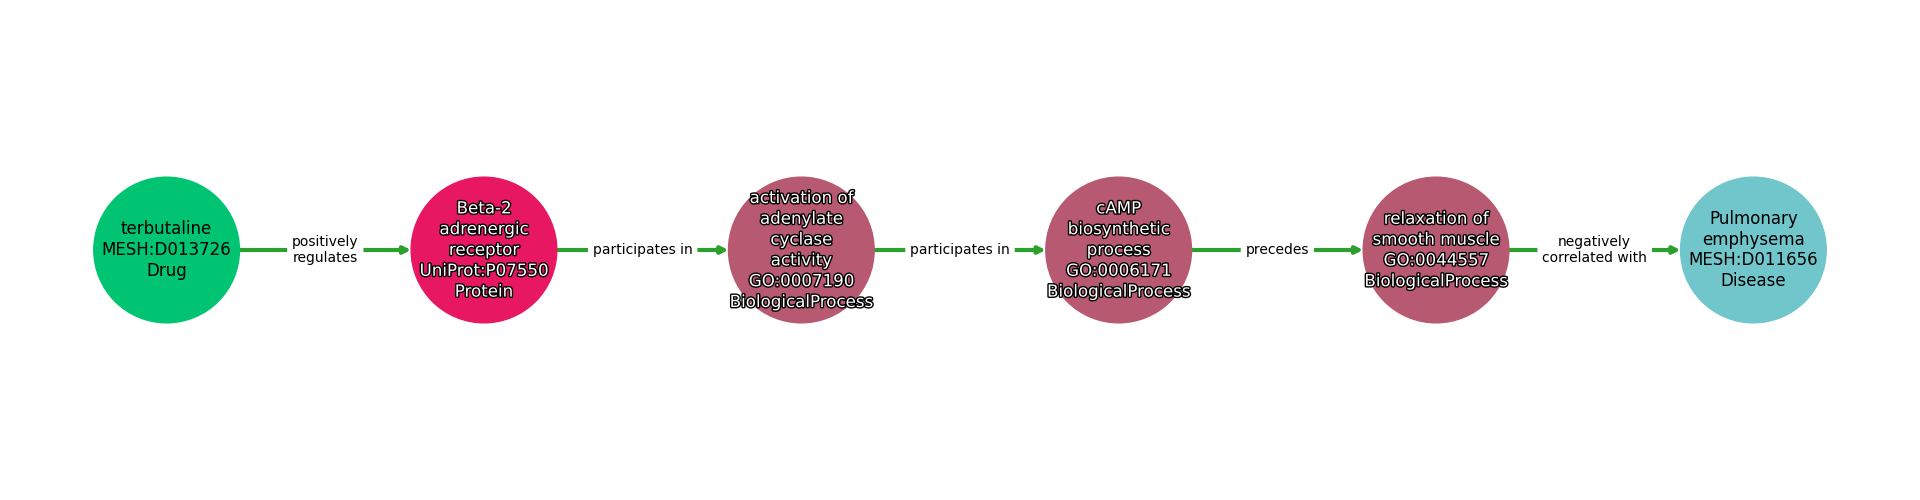 terbutaline
MESH:D013726
Drug
positively
regulates
Beta-2
adrenergic
receptor
UniProt:P07550
Protein
participates in
activation of
adenylate
cyclase
activity
GO:0007190
BiologicalProcess
participates in
cAMP
biosynthetic
process
GO:0006171
BiologicalProcess
precedes
relaxation of
smooth muscle
GO:0044557
BiologicalProcess
negatively
correlated with
Pulmonary
emphysema
MESH:D011656
Disease